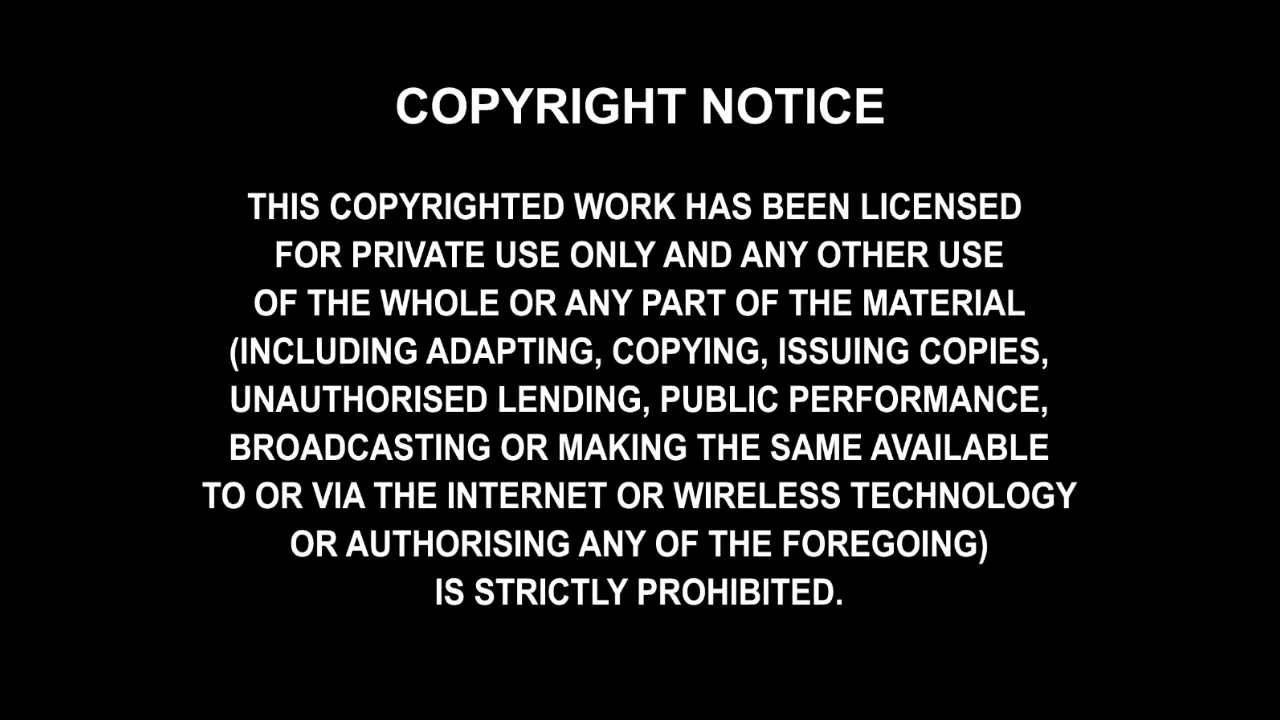 COPYRIGHT NOTICE
THIS COPYRIGHTED WORK HAS BEEN LICENSED
FOR PRIVATE USE ONLY AND ANY OTHER USE
OF THE WHOLE OR ANY PART OF THE MATERIAL
(INCLUDING ADAPTING, COPYING, ISSUING COPIES,
UNAUTHORISED LENDING, PUBLIC PERFORMANCE,
BROADCASTING OR MAKING THE SAME AVAILABLE
TO OR VIA THE INTERNET OR WIRELESS TECHNOLOGY
OR AUTHORISING ANY OF THE FOREGOING)
IS STRICTLY PROHIBITED.